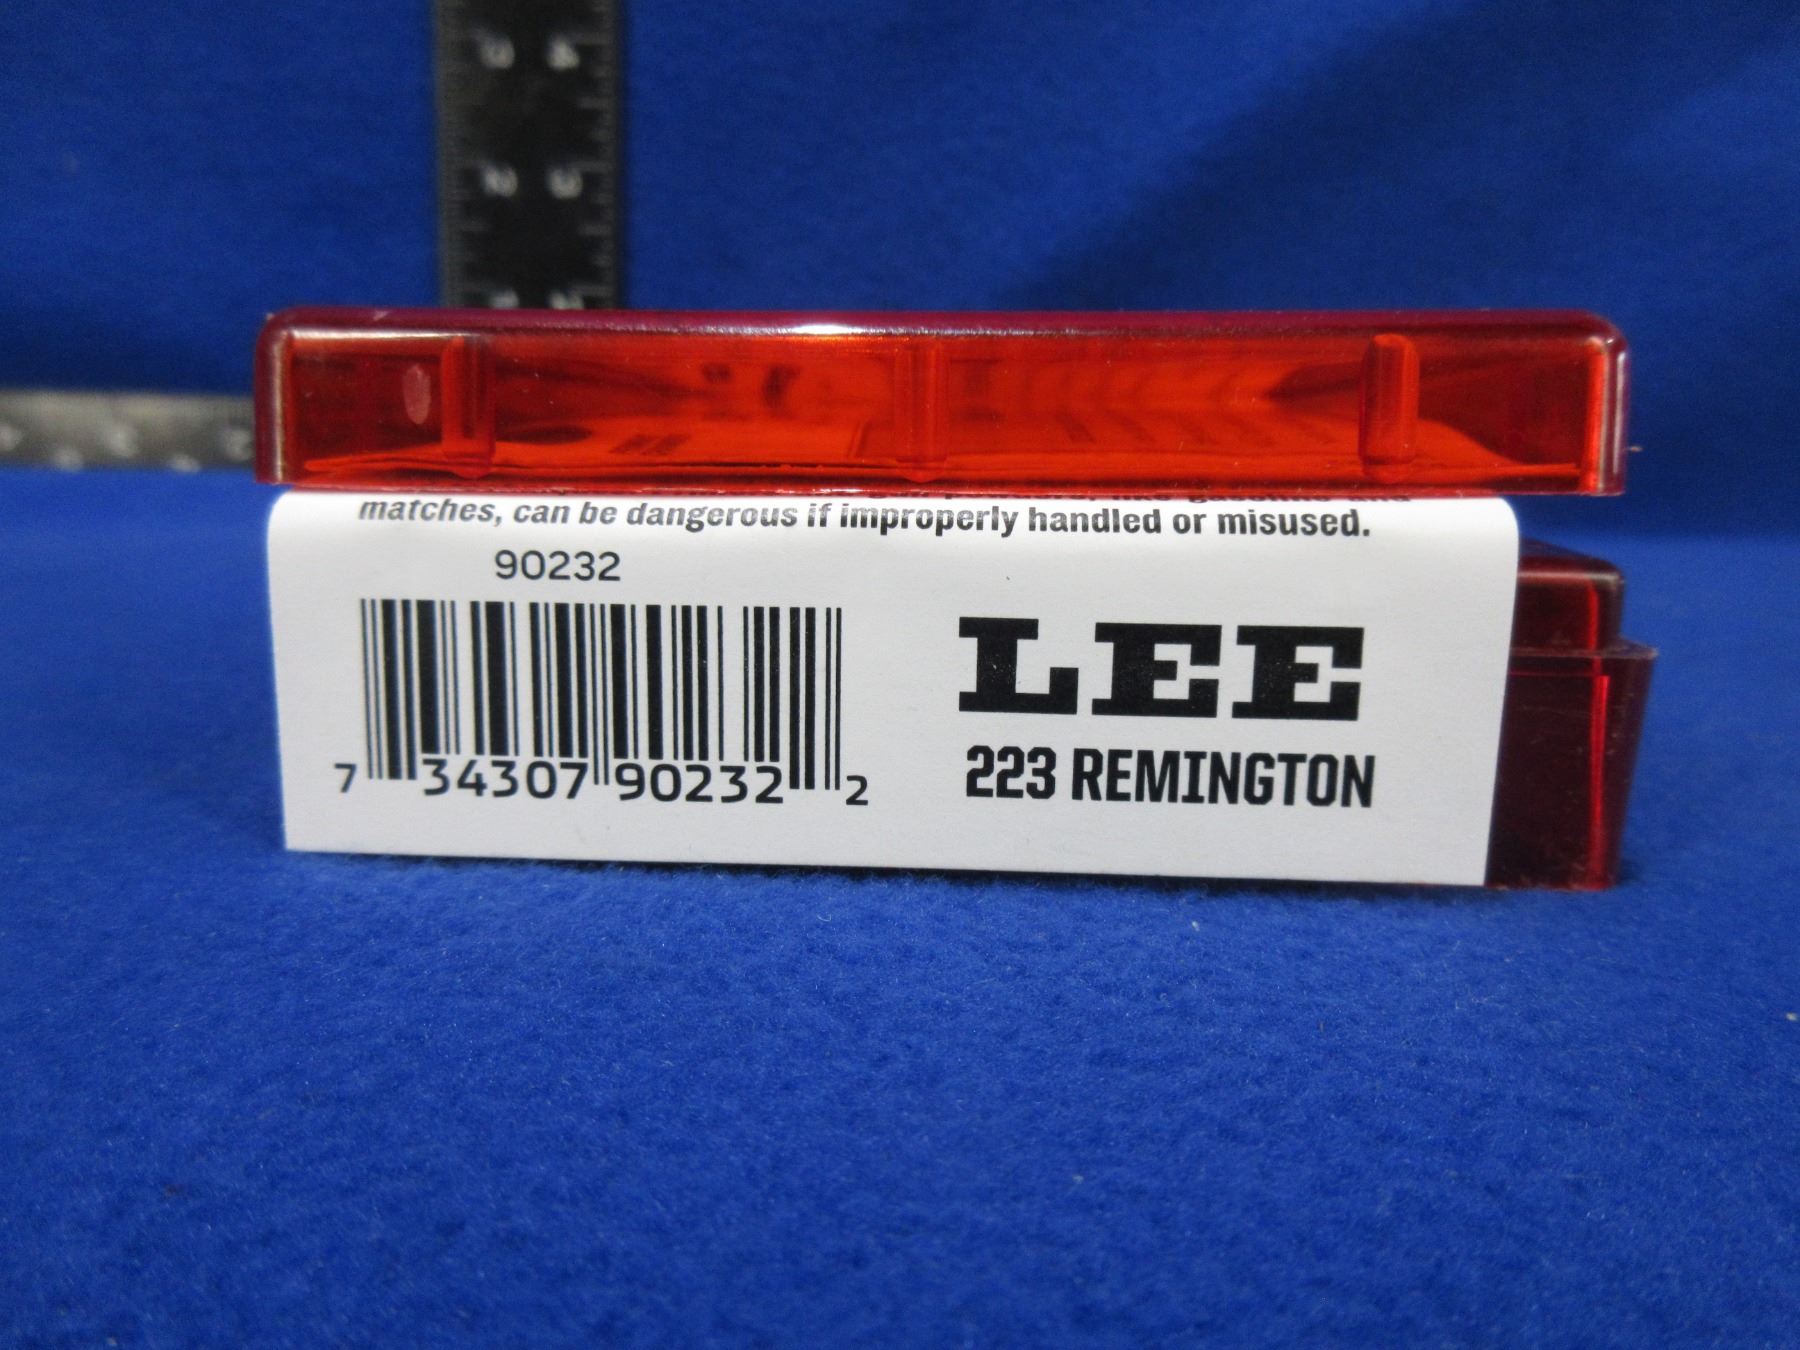 matches, can be dangerous if improperly handled or misused.
90232
7 34307 90232 2
LEE
223 REMINGTON